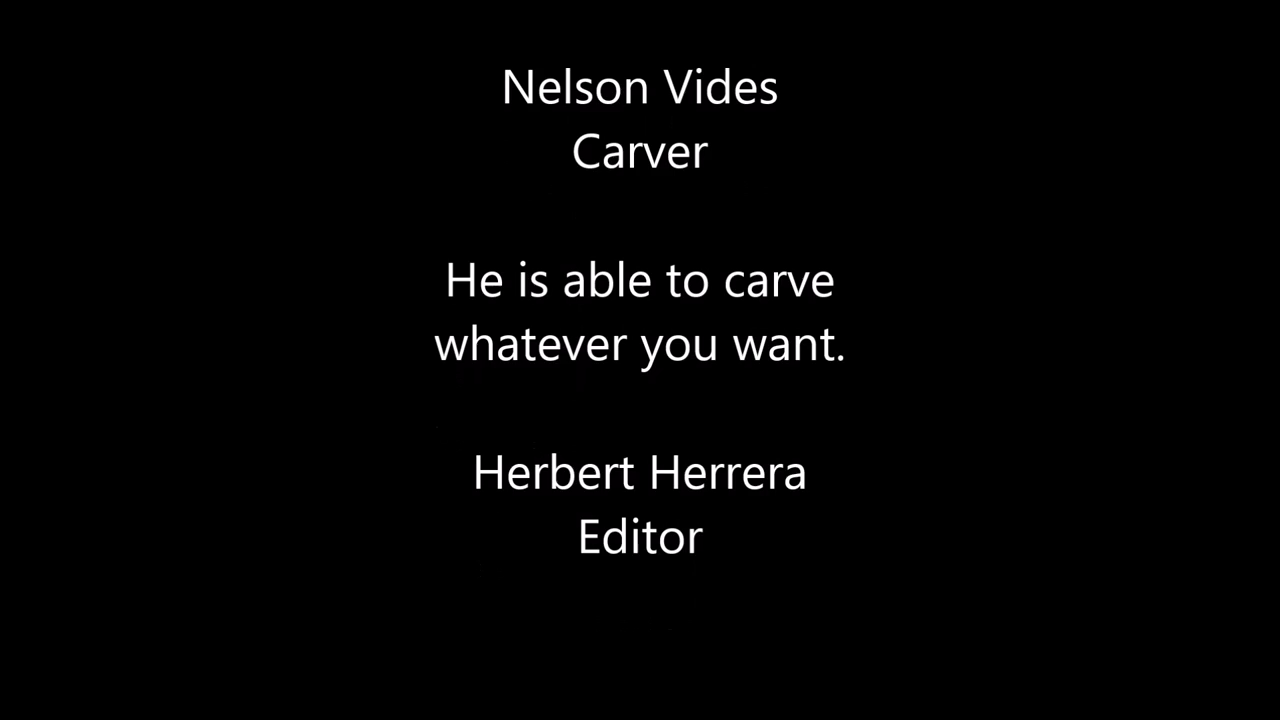 Nelson Vides
Carver
He is able to carve
whatever you want.
Herbert Herrera
Editor